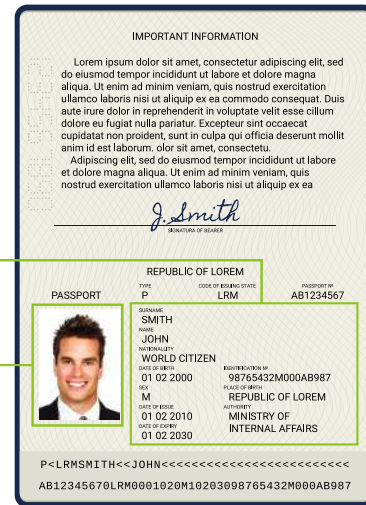 IMPORTANT INFORMATION
Lorem ipsum dolor sit amet, consectetur adipiscing elit, sed
do eiusmod tempor incididunt ut labore et dolore magna
aliqua. Ut enim ad minim veniam, quis nostrud exercitation
ullamco laboris nisi ut aliquip ex ea commodo consequat. Duis
aute irure dolor in reprehenderit in voluptate velit esse cillum
dolore eu fugiat nulla pariatur. Excepteur sint occaecat
cupidatat non proident, sunt in culpa qui officia deserunt mollit
anim id est laborum. olor sit amet, consectetu.
Adipiscing elit, sed do eiusmod tempor incididunt ut labore
et dolore magna aliqua. Ut enim ad minim veniam, quis
nostrud exercitation ullamco laboris nisi ut aliquip ex ea
J. Smith
SIGNATURA OF BEARER
REPUBLIC OF LOREM
PASSPORT
TYPE CODE OF ISSUING STATE PASSPORT Nº
P LRM AB1234567
SURNAME
SMITH
NAME
JOHN
NATIONALITY
WORLD CITIZEN
DATE OF BIRTH IDENTIFICATION Nº
01 02 2000 98765432M000AB987
SEX PLACE OF BIRTH
M REPUBLIC OF LOREM
DATE OF ISSUE AUTHORITY
01 02 2010 MINISTRY OF
DATE OF EXPIRY INTERNAL AFFAIRS
01 02 2030
P<LRMSMITH<<JOHN<<<<<<<<<<<<<<<<<<<<<<<<<<
AB12345670LRM0001020M10203098765432M000AB987